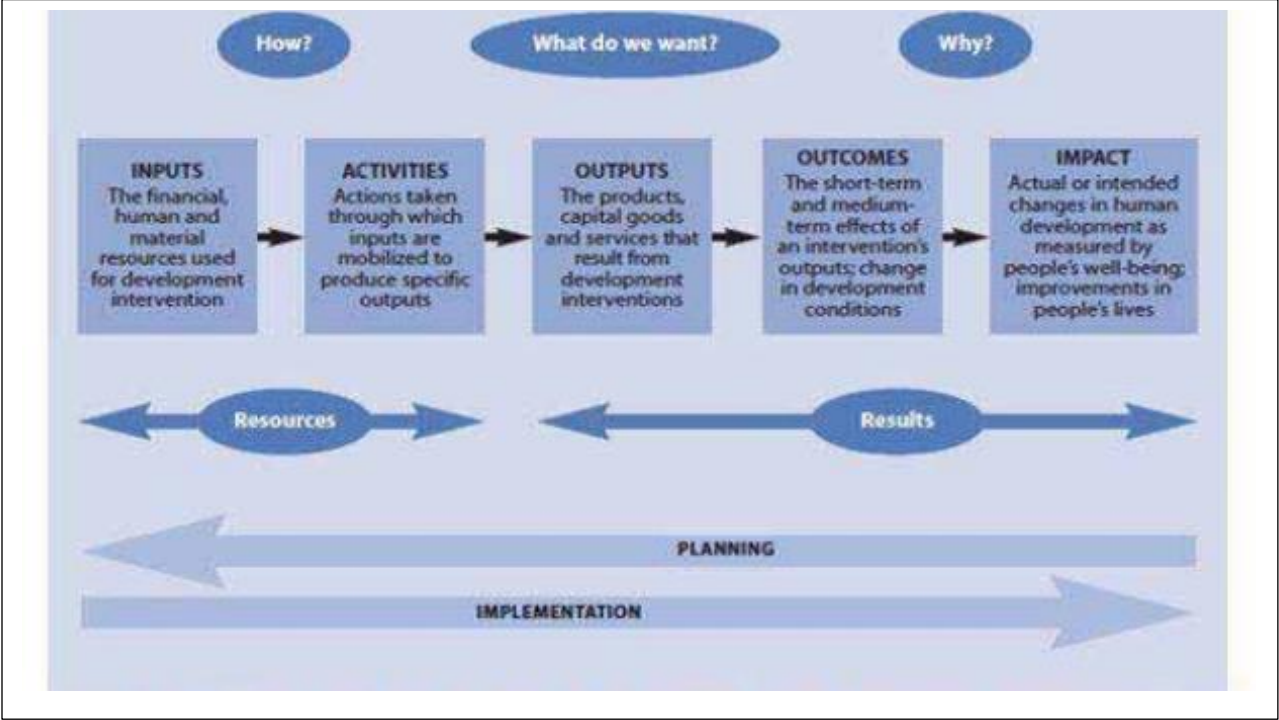 How?
What do we want?
Why?
INPUTS
The financial,
human and
material
resources used
for development
intervention
ACTIVITIES
Actions taken
through which
inputs are
mobilized to
produce specific
outputs
OUTPUTS
The products,
capital goods
and services that
result from
development
interventions
OUTCOMES
The short-term
and medium-
term effects of
an intervention's
outputs; change
in development
conditions
IMPACT
Actual or intended
changes in human
development as
measured by
people's well-being;
improvements in
people's lives
Resources
Results
PLANNING
IMPLEMENTATION